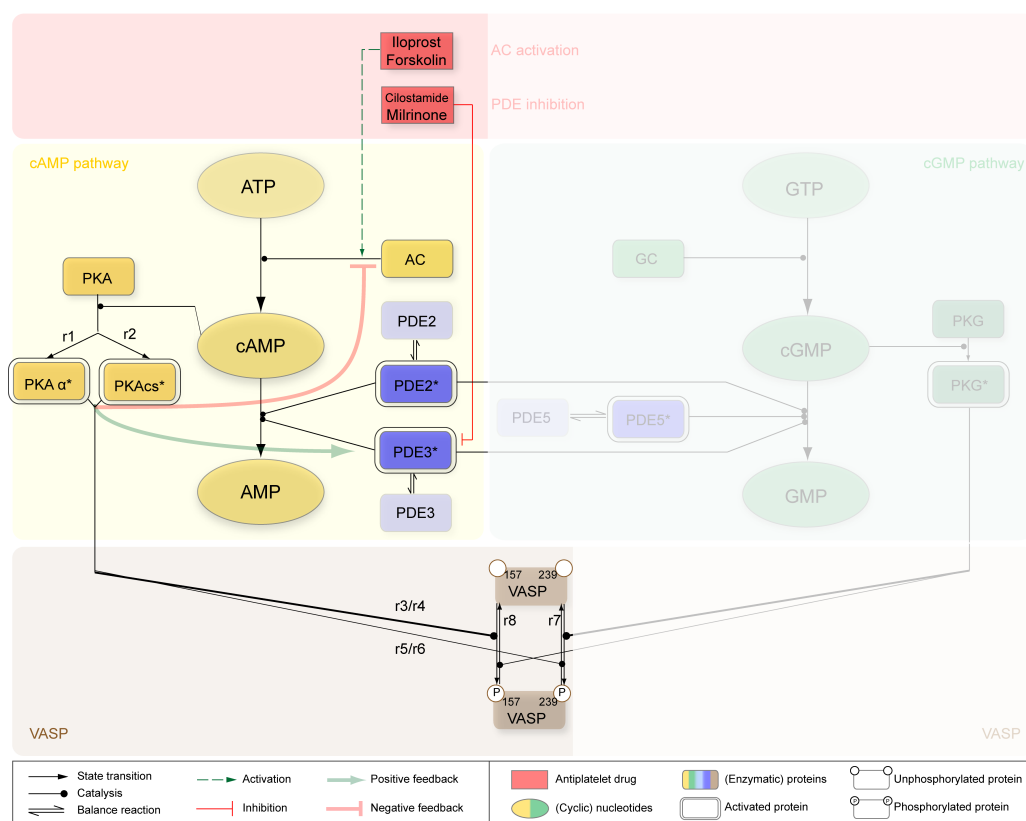 Iloprost
Forskolin
AC activation
Cilostamide
Milrinone
PDE inhibition
cAMP pathway
cGMP pathway
ATP
GTP
AC
GC
PKA
PDE2
PKG
r1
r2
cAMP
cGMP
PKA α*
PKAcs*
PDE2*
PKG*
PDE5
PDE5*
PDE3*
AMP
GMP
PDE3
157
239
VASP
r3/r4
r8
r7
r5/r6
P
P
157
239
VASP
VASP
VASP
State transition
Catalysis
Balance reaction
Activation
Inhibition
Positive feedback
Negative feedback
Antiplatelet drug
(Cyclic) nucleotides
(Enzymatic) proteins
Activated protein
Unphosphorylated protein
P
P
Phosphorylated protein